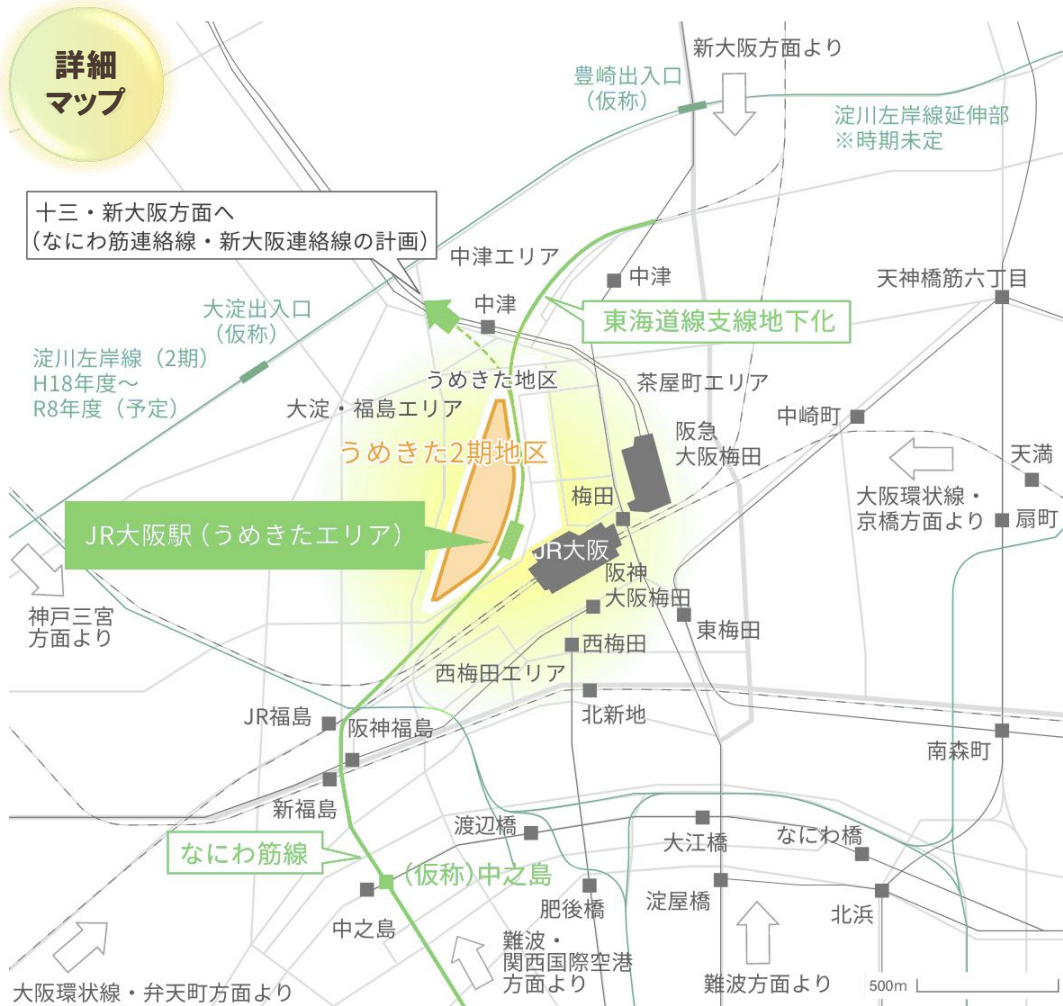 詳細
マップ
新大阪方面より
豊崎出入口
（仮称）
淀川左岸線延伸部
※時期未定
十三・新大阪方面へ
(なにわ筋連絡線・新大阪連絡線の計画)
中津エリア
中津
中津
天神橋筋六丁目
大淀出入口
（仮称）
東海道線支線地下化
淀川左岸線（2期）
H18年度～
R8年度（予定）
うめきた地区
茶屋町エリア
大淀・福島エリア
中崎町
阪急
大阪梅田
うめきた2期地区
天満
梅田
大阪環状線・
京橋方面より
扇町
JR大阪駅（うめきたエリア）
JR大阪
阪神
大阪梅田
神戸三宮
方面より
東梅田
西梅田
西梅田エリア
JR福島
阪神福島
北新地
南森町
新福島
渡辺橋
大江橋
なにわ橋
なにわ筋線
(仮称)中之島
中之島
肥後橋
淀屋橋
北浜
難波・
関西国際空港
方面より
難波方面より
大阪環状線・弁天町方面より
500m